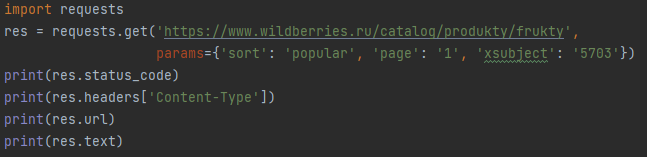 import requests
res = requests.get('https://www.wildberries.ru/catalog/produkty/frukty',
params={'sort': 'popular', 'page': '1', 'xsubject': '5703'})
print(res.status_code)
print(res.headers['Content-Type'])
print(res.url)
print(res.text)